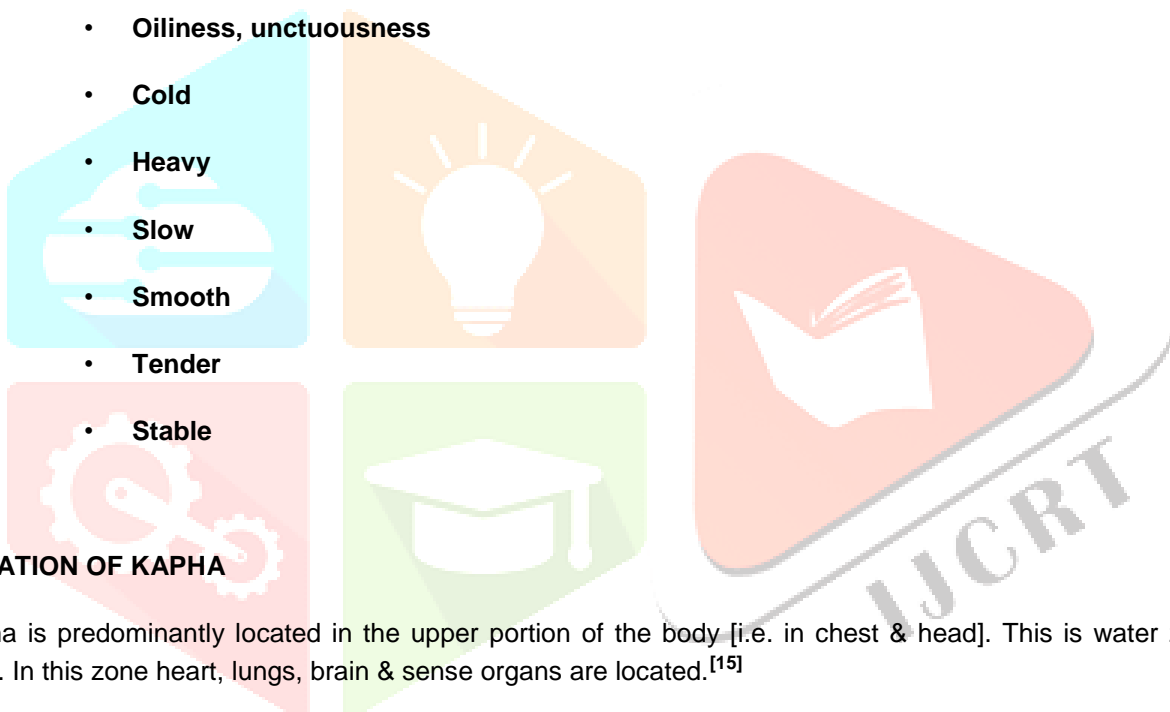 • Oiliness, unctuousness
• Cold
• Heavy
• Slow
• Smooth
• Tender
• Stable
ATION OF KAPHA
na is predominantly located in the upper portion of the body [i.e. in chest & head]. This is water
. In this zone heart, lungs, brain & sense organs are located.[15]
IJCRT